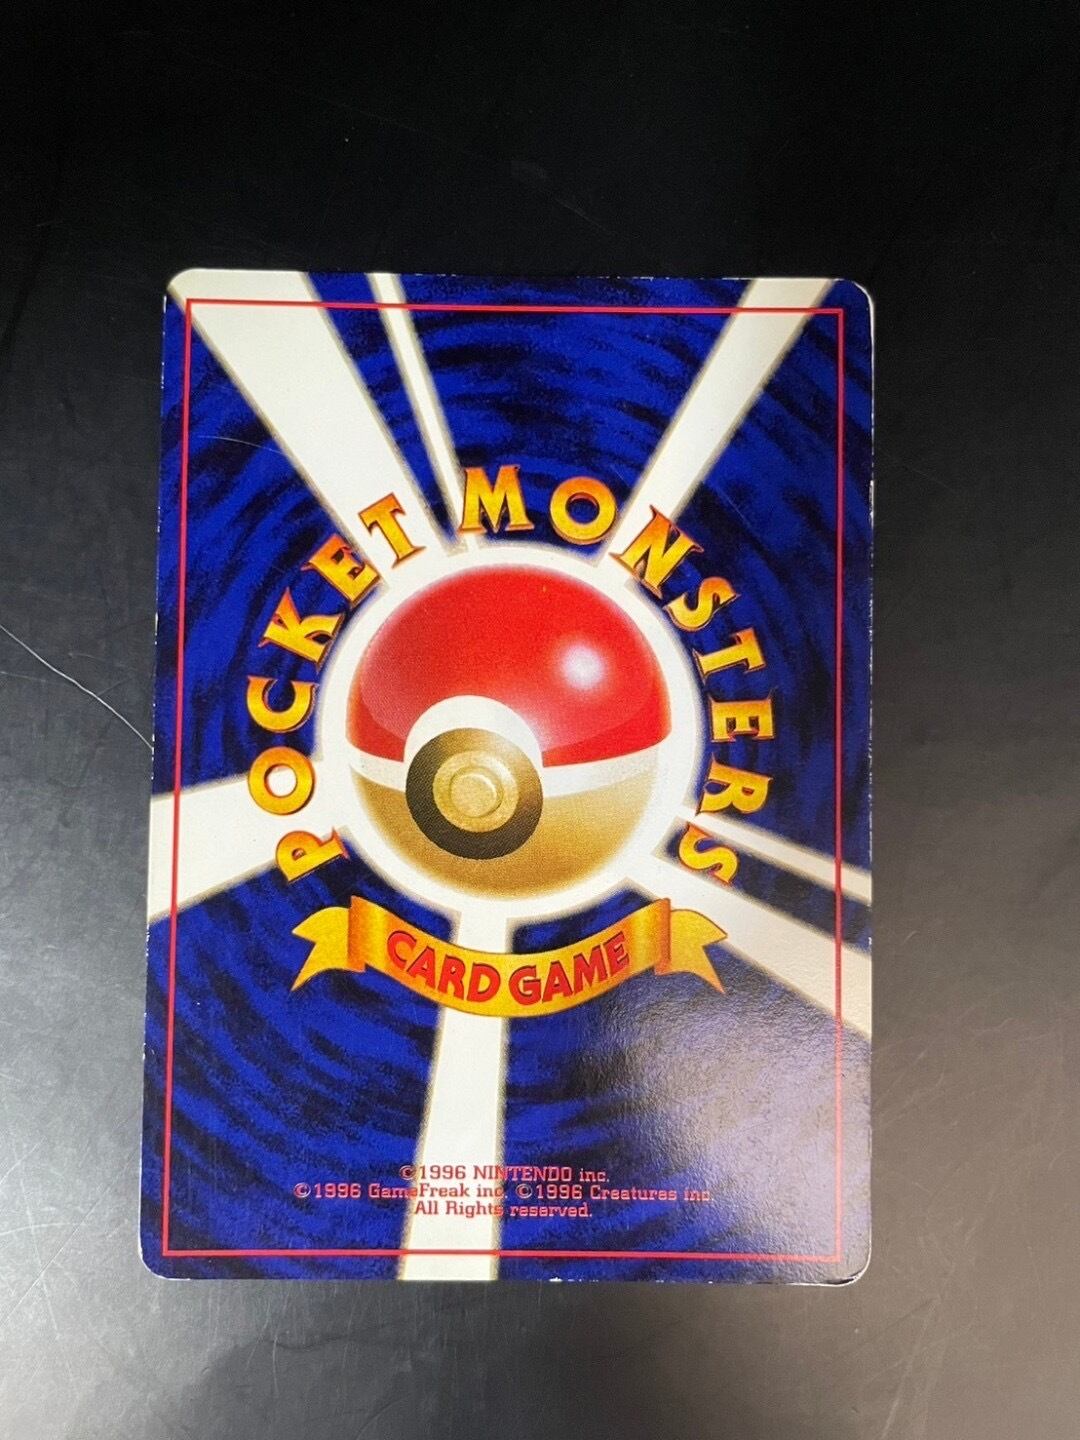 POCKET MONSTERS
CARD GAME
©1996 NINTENDO inc.
©1996 GameFreak inc. ©1996 Creatures inc.
All Rights reserved.